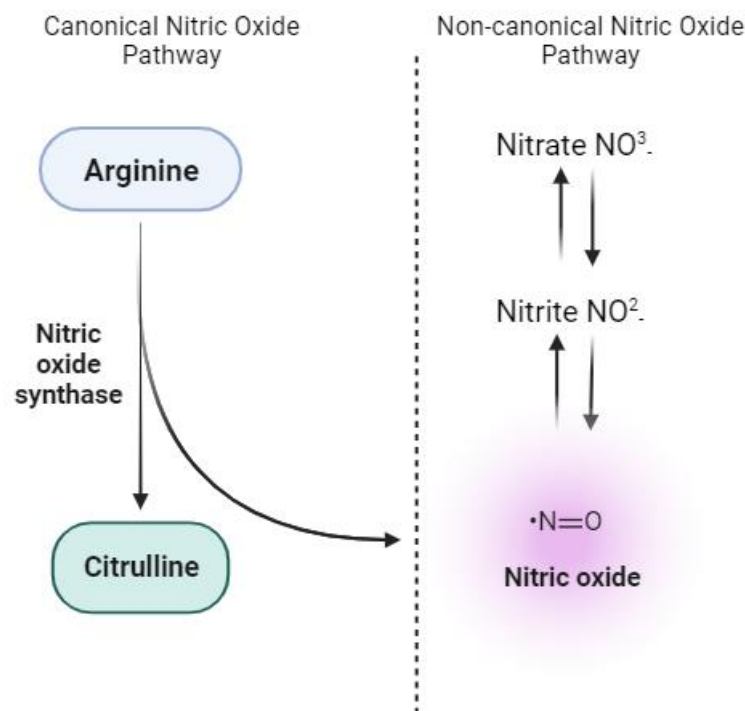 Canonical Nitric Oxide
Pathway
Non-canonical Nitric Oxide
Pathway
Arginine
Nitric
oxide
synthase
Citrulline
Nitrate NO³-
Nitrite NO²-
·N=O
Nitric oxide